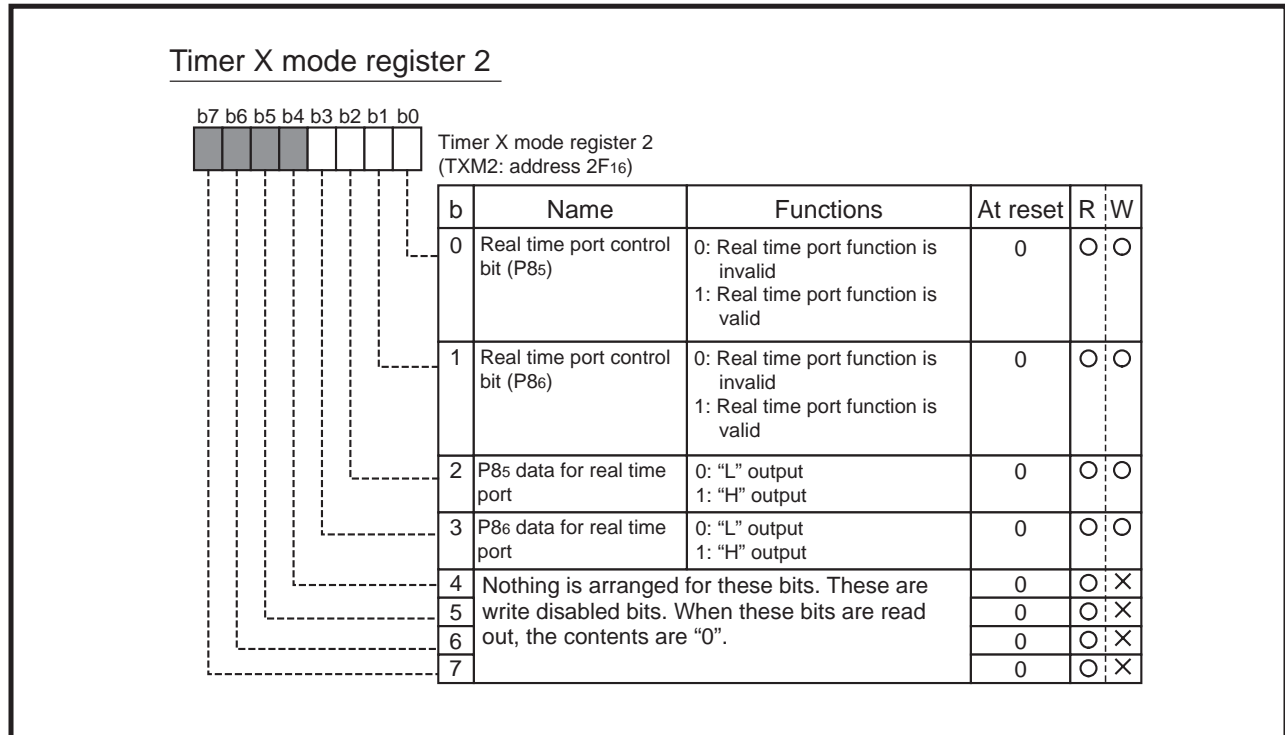 Timer X mode register 2
b7 b6 b5 b4 b3 b2 b1 b0
Timer X mode register 2
(TXM2: address 2F16)
b Name Functions At reset R W
0 Real time port control 0: Real time port function is 0 O O
bit (P85) invalid
1: Real time port function is
valid
1 Real time port control 0: Real time port function is 0 O O
bit (P86) invalid
1: Real time port function is
valid
2 P85 data for real time 0: “L” output 0 O O
port 1: “H” output
3 P86 data for real time 0: “L” output 0 O O
port 1: “H” output
4 Nothing is arranged for these bits. These are 0 O ×
5 write disabled bits. When these bits are read 0 O ×
6 out, the contents are “0”. 0 O ×
7 0 O ×